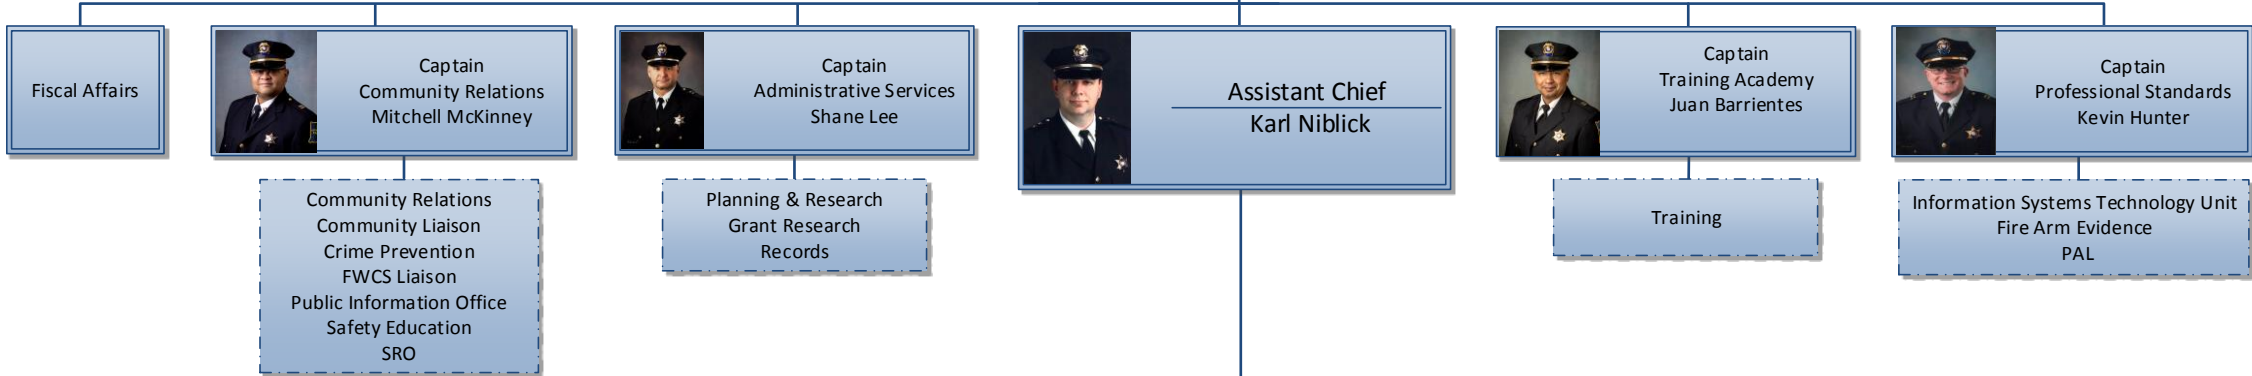 Fiscal Affairs
Captain
Community Relations
Mitchell McKinney
Community Relations
Community Liaison
Crime Prevention
FWCS Liaison
Public Information Office
Safety Education
SRO
Captain
Administrative Services
Shane Lee
Planning & Research
Grant Research
Records
Assistant Chief
Karl Niblick
Captain
Training Academy
Juan Barrientes
Training
Captain
Professional Standards
Kevin Hunter
Information Systems Technology Unit
Fire Arm Evidence
PAL